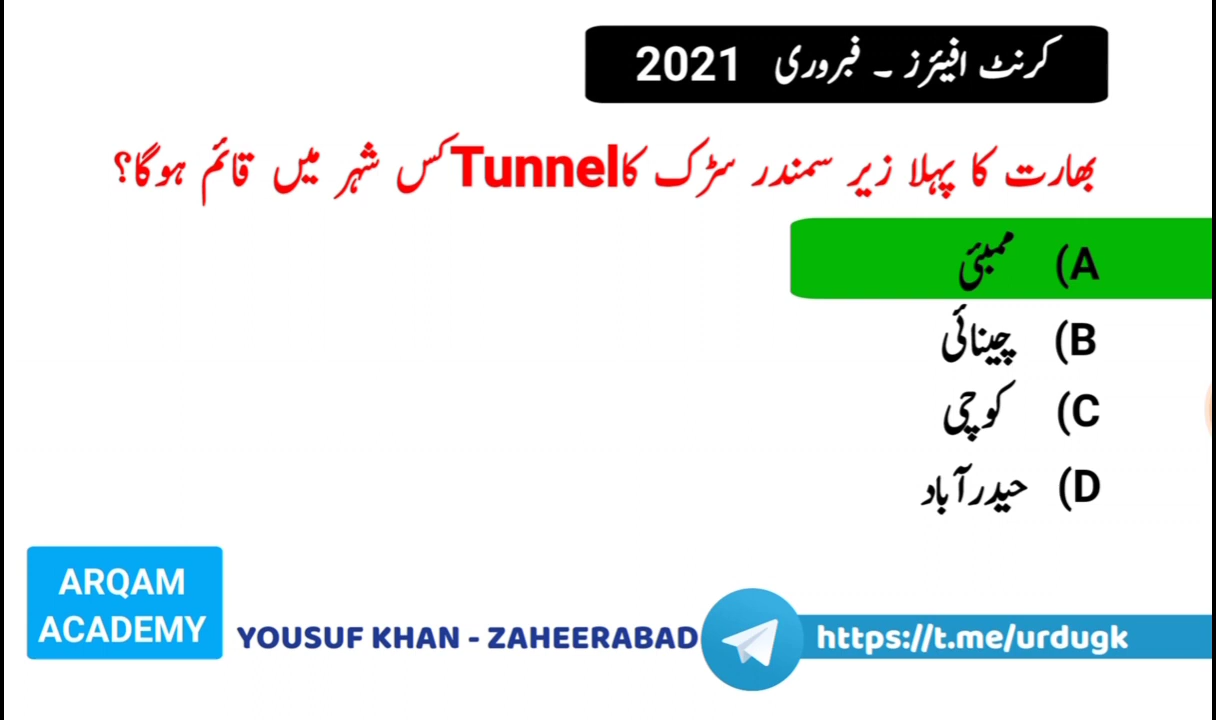 کرنٹ افیئرز ۔ فبروری 2021
بھارت کا پہلا زیر سمندر سڑک کا Tunnel کس شہر میں قائم ہوگا؟
A) ممبئی
B) چینائی
C) کوچی
D) حیدرآباد
ARQAM
ACADEMY
YOUSUF KHAN - ZAHEERABAD
https://t.me/urdugk